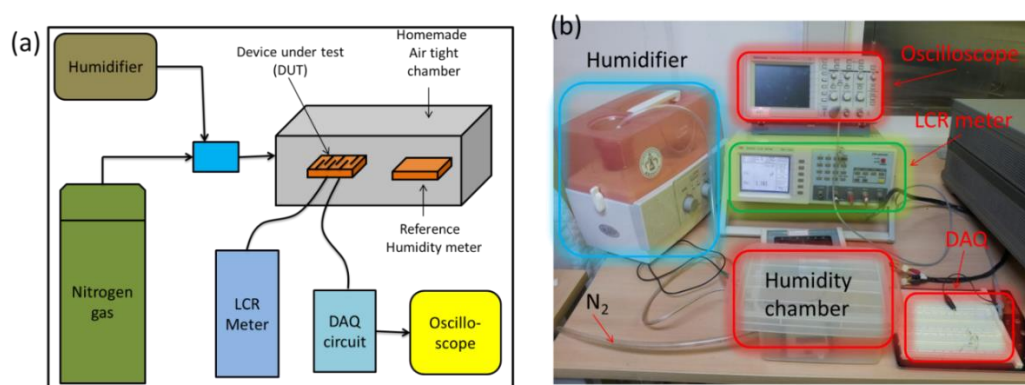 (a)
Humidifier
Device under test
(DUT)
Homemade
Air tight
chamber
Reference
Humidity meter
Nitrogen
gas
LCR
Meter
DAQ
circuit
Oscillo-
scope
(b)
Humidifier
Oscilloscope
LCR meter
DAQ
Humidity
chamber
N₂